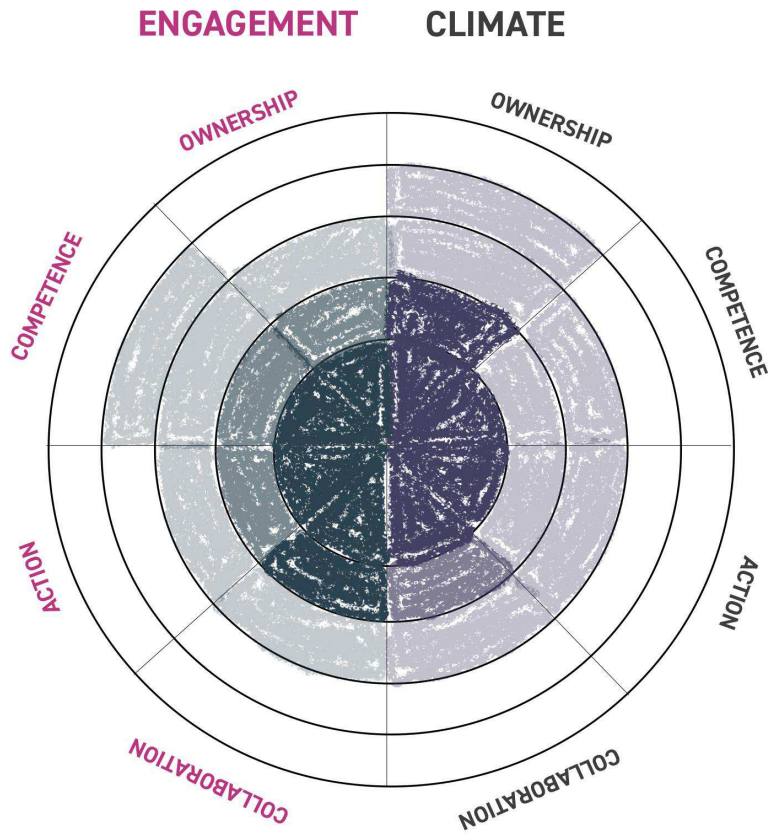 ENGAGEMENT CLIMATE
OWNERSHIP
OWNERSHIP
COMPETENCE
COMPETENCE
ACTION
ACTION
COLLABORATION
COLLABORATION